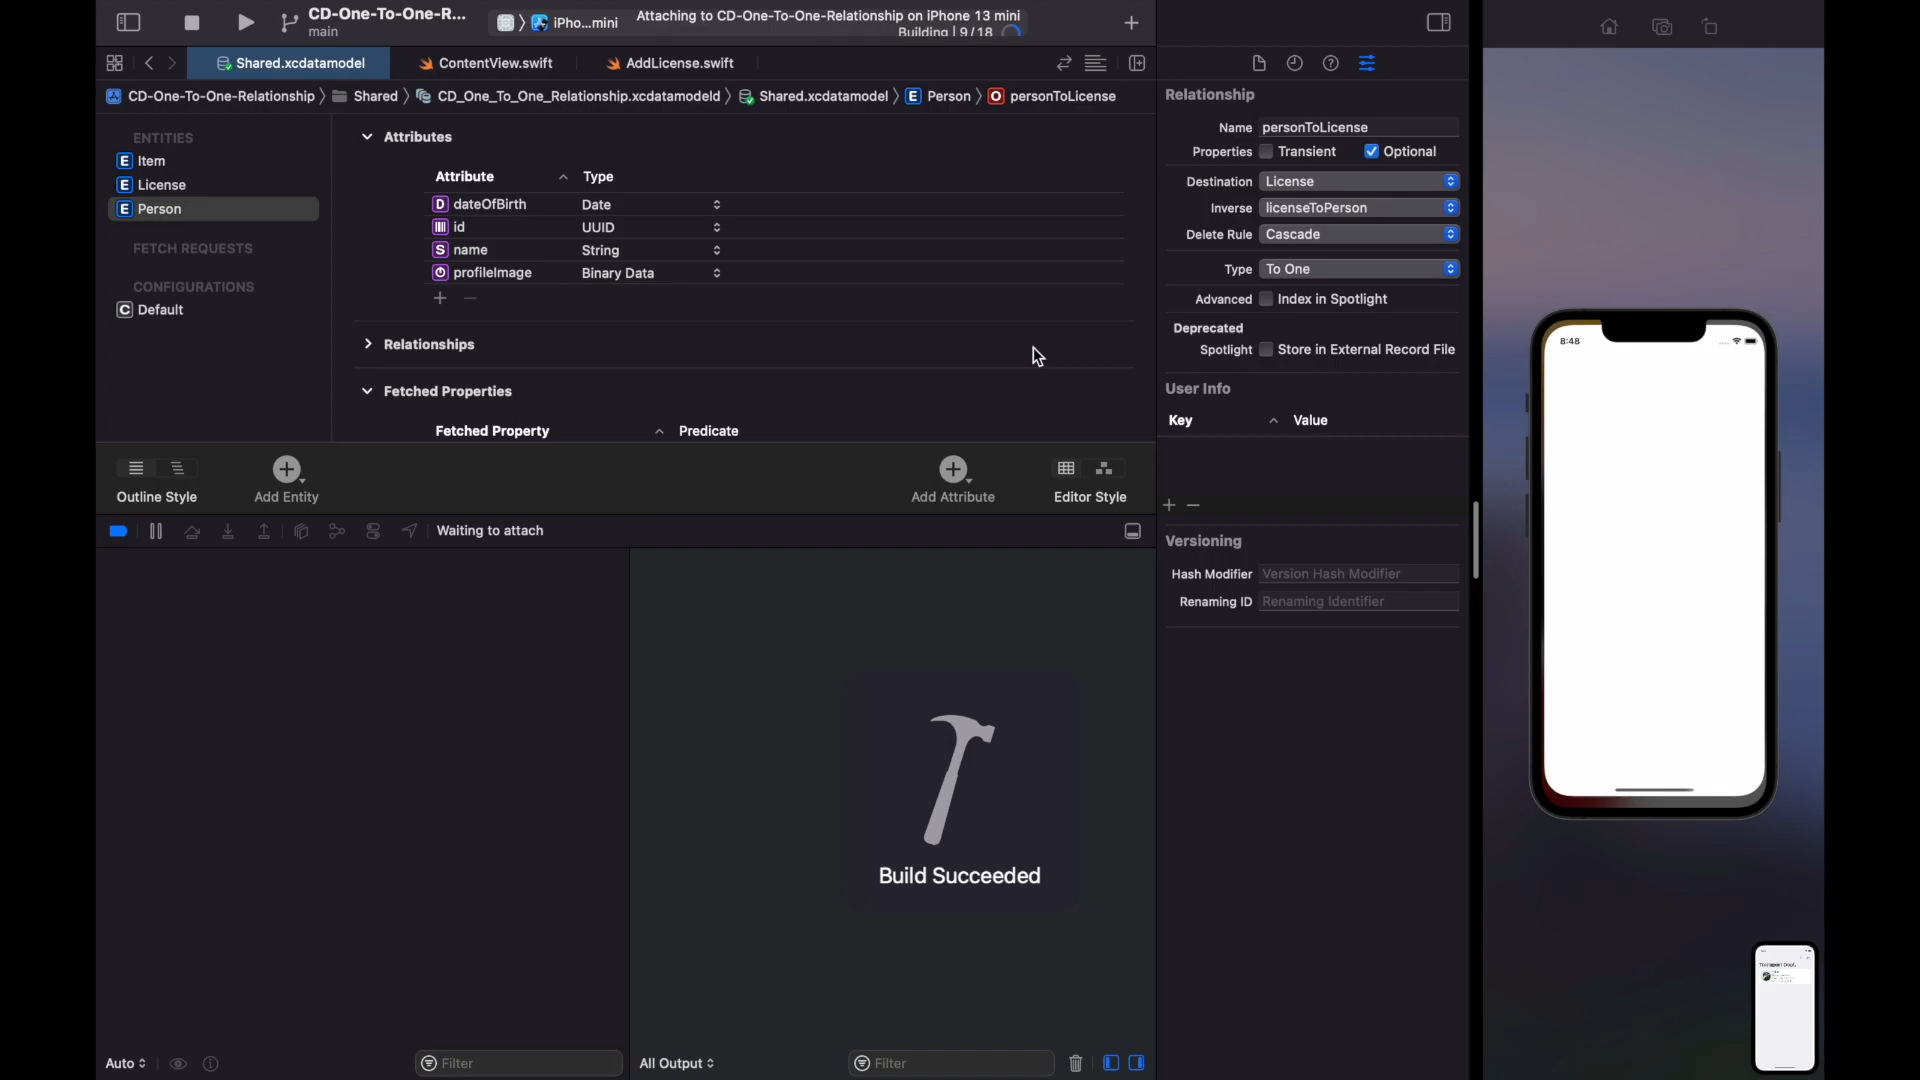 CD-One-To-One-R...
main
iPho...mini
Attaching to CD-One-To-One-Relationship on iPhone 13 mini
Building | 9/18
Shared.xcdatamodel
ContentView.swift
AddLicense.swift
CD-One-To-One-Relationship
Shared
CD_One_To_One_Relationship.xcdatamodeld
Shared.xcdatamodel
E Person
O personToLicense
ENTITIES
E Item
E License
E Person
FETCH REQUESTS
CONFIGURATIONS
C Default
Attributes
Attribute Type
D dateOfBirth Date
id UUID
S name String
profileImage Binary Data
Relationships
Fetched Properties
Fetched Property Predicate
Outline Style
Add Entity
Add Attribute
Editor Style
Waiting to attach
Build Succeeded
Auto
Filter
All Output
Filter
Relationship
Name personToLicense
Properties Transient Optional
Destination License
Inverse licenseToPerson
Delete Rule Cascade
Type To One
Advanced Index in Spotlight
Deprecated
Spotlight Store in External Record File
User Info
Key Value
Versioning
Hash Modifier Version Hash Modifier
Renaming ID Renaming Identifier
8:48
Transport Dept.